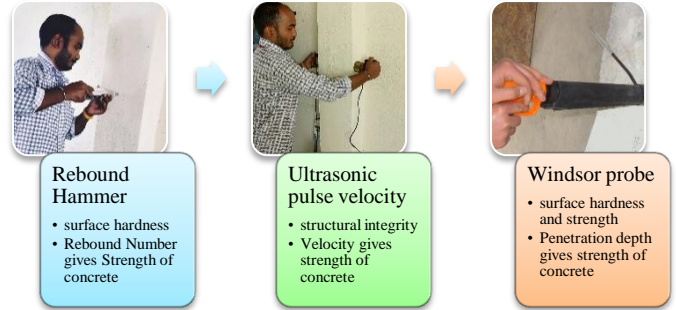 Rebound
Hammer
• surface hardness
• Rebound Number
gives Strength of
concrete
Ultrasonic
pulse velocity
• structural integrity
• Velocity gives
strength of
concrete
Windsor probe
• surface hardness
and strength
• Penetration depth
gives strength of
concrete